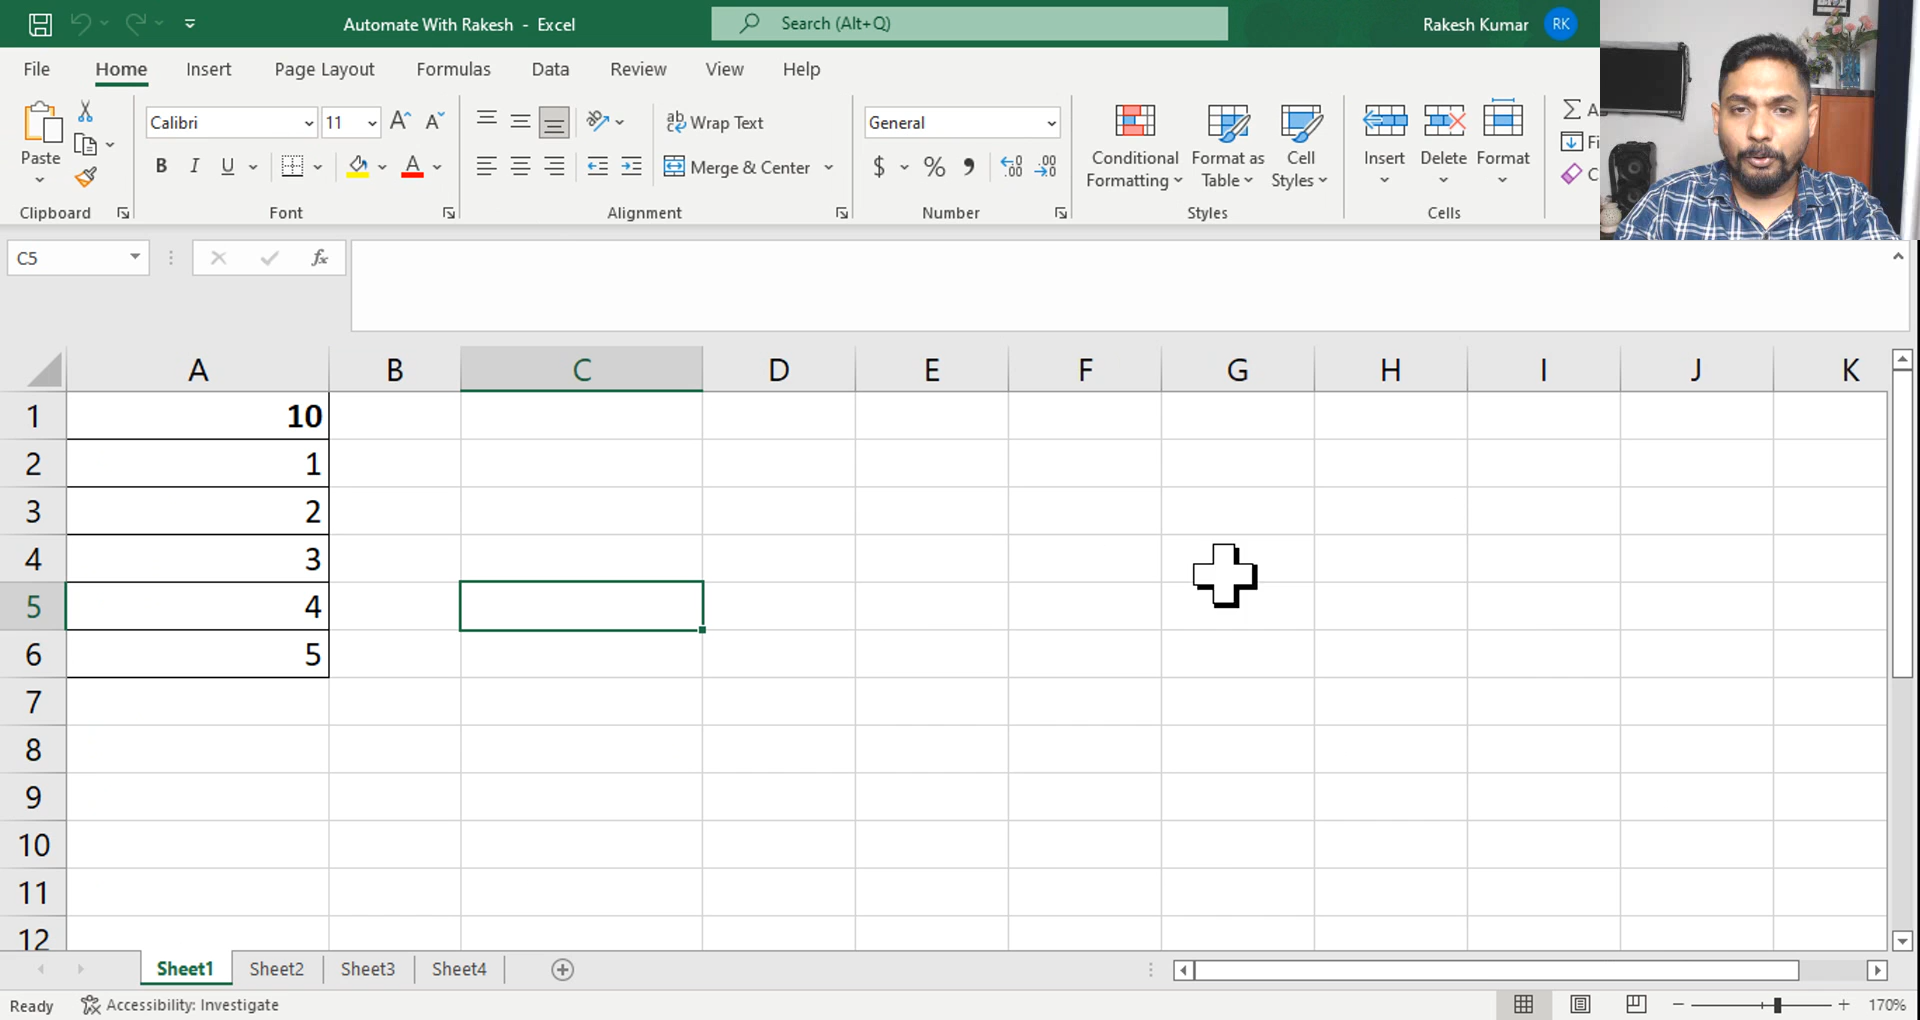 Automate With Rakesh - Excel
Search (Alt+Q)
Rakesh Kumar RK
File Home Insert Page Layout Formulas Data Review View Help
Paste
Calibri 11
B I U A
Wrap Text
Merge & Center
General
$ %
Conditional Formatting
Format as Table
Cell Styles
Insert Delete Format
Clipboard Font Alignment Number Styles Cells
C5 fx
A B C D E F G H I J K
1 10
2 1
3 2
4 3
5 4
6 5
7
8
9
10
11
12
Sheet1 Sheet2 Sheet3 Sheet4
Ready Accessibility: Investigate 170%